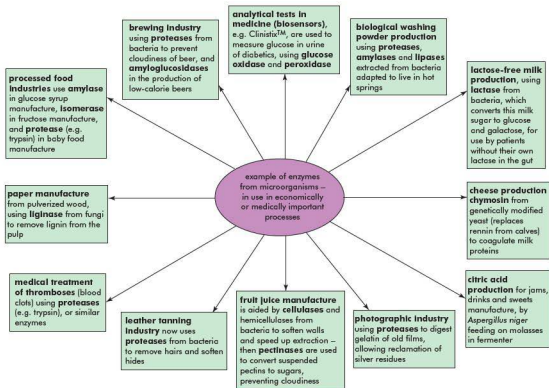 brewing industry
using proteases from
bacteria to prevent
cloudiness of beer, and
amyloglucosidases
in the production of
low-calorie beers
analytical tests in
medicine (biosensors),
e.g. Clinistix™, are used to
measure glucose in urine
of diabetics, using glucose
oxidase and peroxidase
biological washing
powder production
using proteases,
amylases and lipases
extracted from bacteria
adapted to live in hot
springs
processed food
industries use amylase
in glucose syrup
manufacture, isomerase
in fructose manufacture,
and protease (e.g.
trypsin) in baby food
manufacture
lactose-free milk
production, using
lactase from
bacteria, which
converts this milk
sugar to glucose
and galactose, for
use by patients
without their own
lactase in the gut
example of enzymes
from microorganisms –
in use in economically
or medically important
processes
paper manufacture
from pulverized wood,
using liginase from fungi
to remove lignin from the
pulp
cheese production
chymosin from
genetically modified
yeast (replaces
rennin from calves) to
coagulate milk
proteins
medical treatment
of thromboses (blood
clots) using proteases
(e.g. trypsin), or similar
enzymes
leather tanning
industry now uses
proteases from bacteria
to remove hairs and soften
hides
fruit juice manufacture
is aided by cellulases and
hemicellulases from
bacteria to soften walls
and speed up extraction –
then pectinases are used
to convert suspended
pectins to sugars,
preventing cloudiness
photographic industry
using proteases to digest
gelatin of old films,
allowing reclamation of
silver residues
citric acid
production for jams,
drinks and sweets
manufacture, by
Aspergillus niger
feeding on molasses
in fermenter